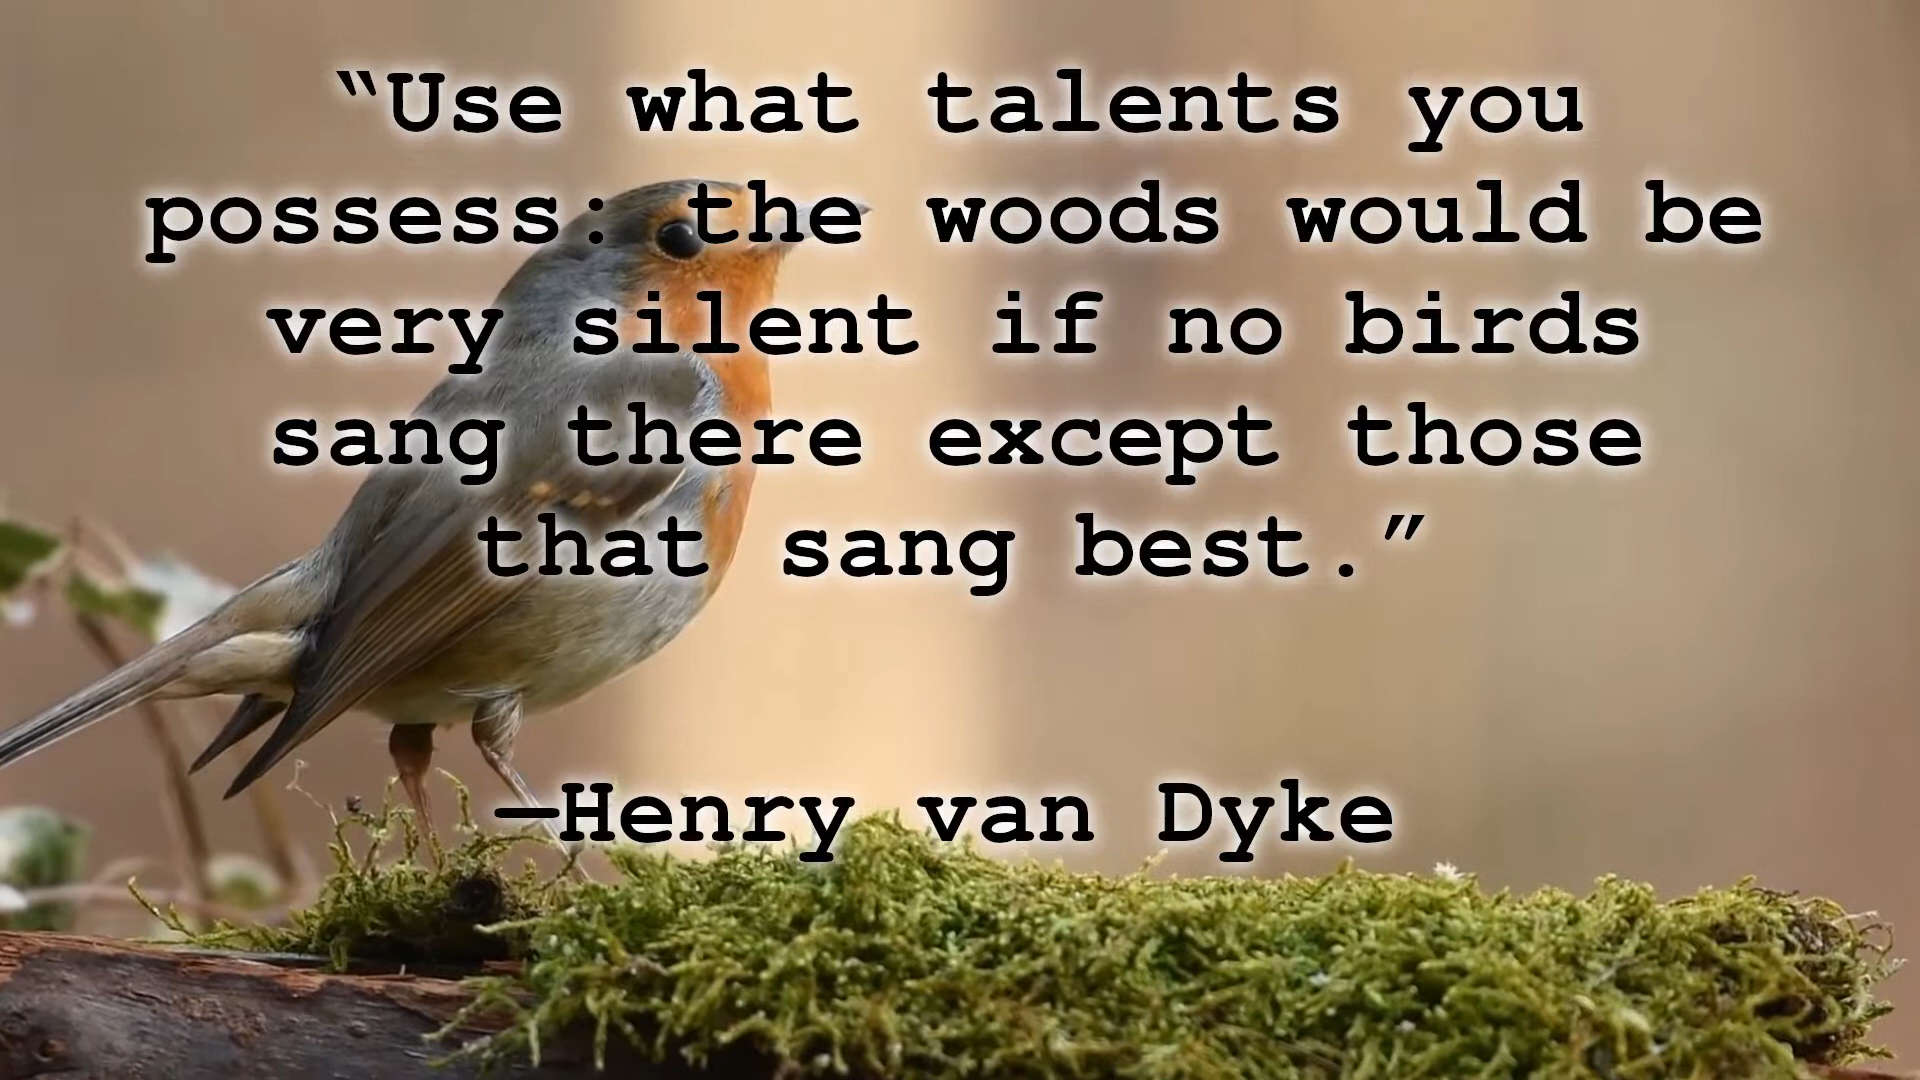 “Use what talents you
possess: the woods would be
very silent if no birds
sang there except those
that sang best.”
—Henry van Dyke